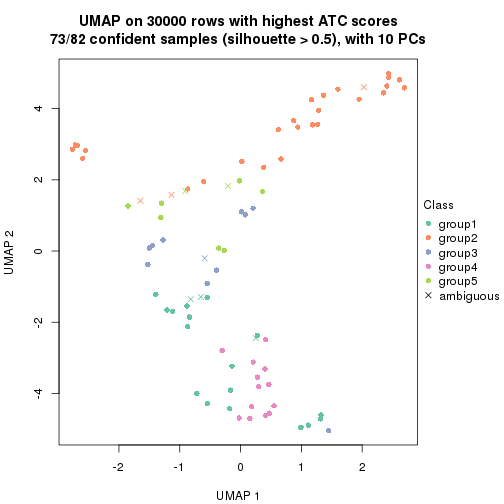 UMAP on 30000 rows with highest ATC scores
73/82 confident samples (silhouette > 0.5), with 10 PCs
4
2
0
-2
-4
UMAP 2
-2
-1
0
1
2
UMAP 1
Class
group1
group2
group3
group4
group5
ambiguous